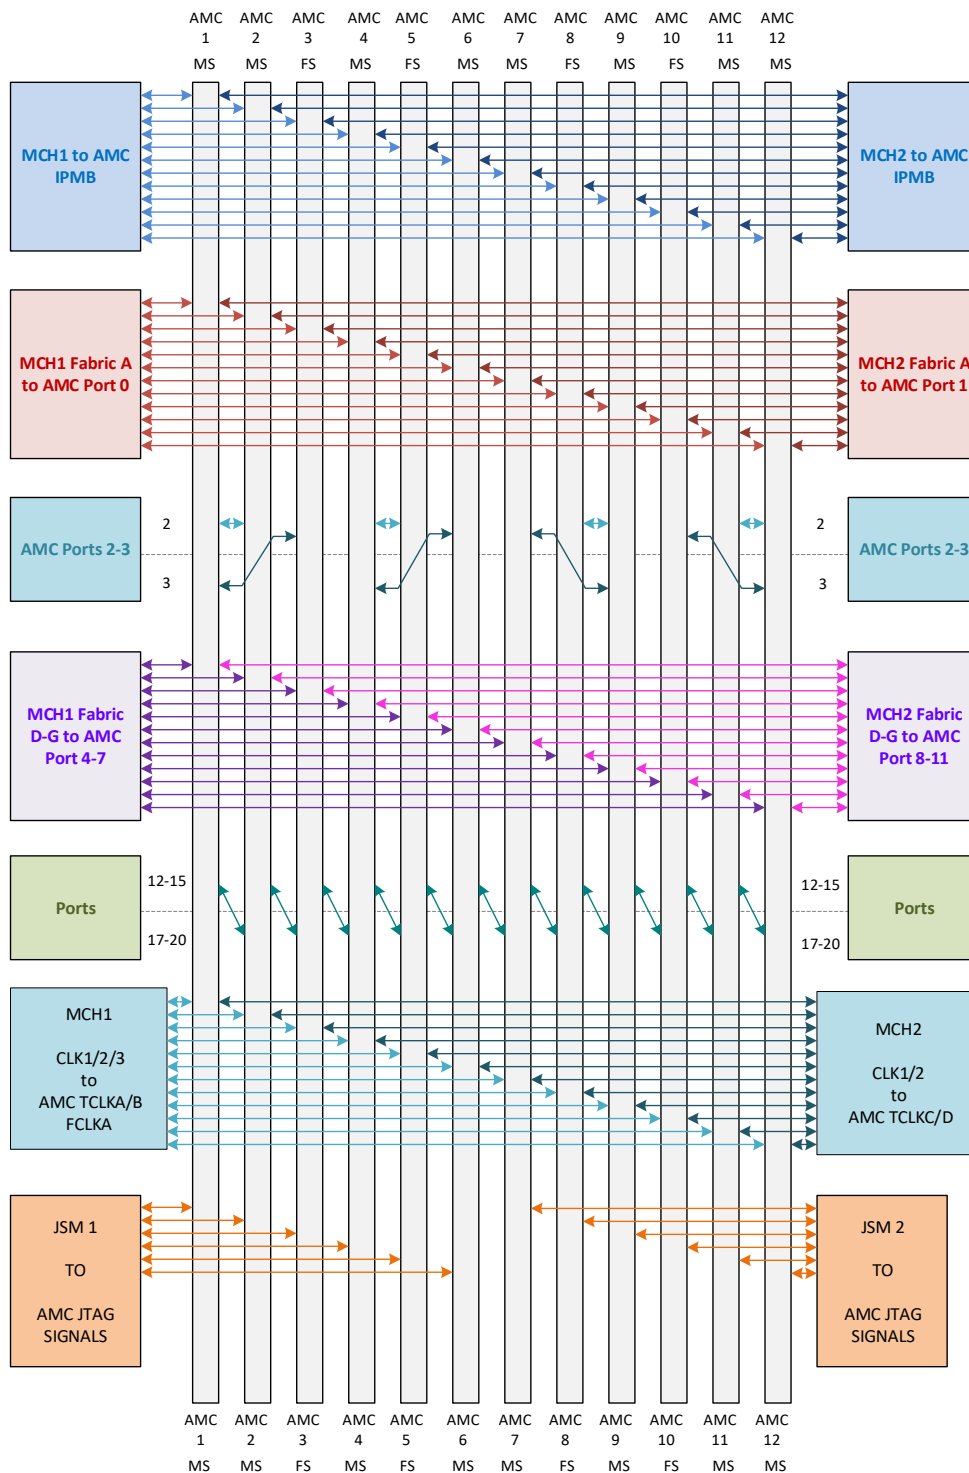 AMC AMC AMC AMC AMC AMC AMC AMC AMC AMC AMC AMC
1 2 3 4 5 6 7 8 9 10 11 12
MS MS FS MS FS MS MS FS MS FS MS MS
MCH1 to AMC
IPMB
MCH2 to AMC
IPMB
MCH1 Fabric A
to AMC Port 0
MCH2 Fabric A
to AMC Port 1
AMC Ports 2-3
2
3
2
3
AMC Ports 2-3
MCH1 Fabric
D-G to AMC
Port 4-7
MCH2 Fabric
D-G to AMC
Port 8-11
Ports
12-15
17-20
12-15
17-20
Ports
MCH1
CLK1/2/3
to
AMC TCLKA/B
FCLKA
MCH2
CLK1/2
to
AMC TCLKC/D
JSM 1
TO
AMC JTAG
SIGNALS
JSM 2
TO
AMC JTAG
SIGNALS
AMC AMC AMC AMC AMC AMC AMC AMC AMC AMC AMC AMC
1 2 3 4 5 6 7 8 9 10 11 12
MS MS FS MS FS MS MS FS MS FS MS MS